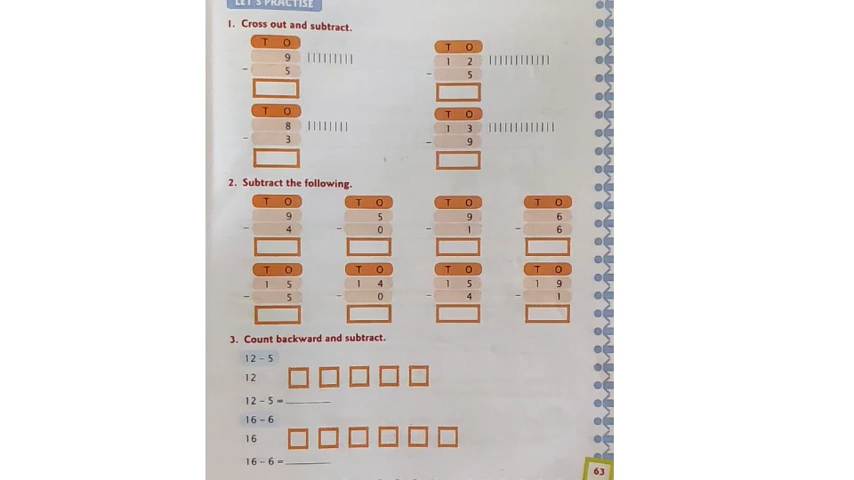 LET'S PRACTISE
1. Cross out and subtract.
T O T O
9 1 2
- 5 - 5
T O T O
8 1 3
- 3 - 9
2. Subtract the following.
T O T O T O T O
9 5 9 6
- 4 - 0 - 1 - 6
T O T O T O T O
1 5 1 4 1 5 1 9
- 5 - 0 - 4 - 1
3. Count backward and subtract.
12 – 5
12
12 – 5 = ______
16 – 6
16
16 – 6 = ______
63